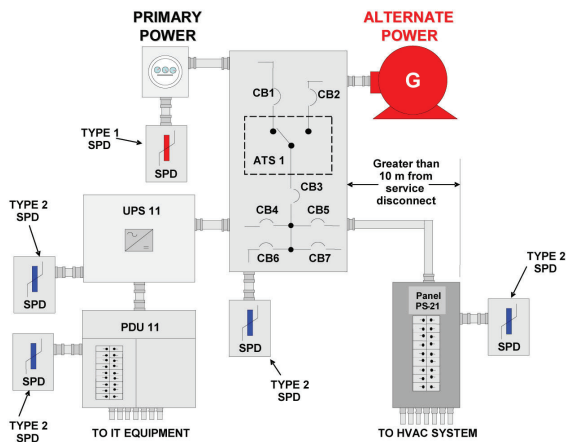 PRIMARY
POWER
ALTERNATE
POWER
G
CB1
CB2
TYPE 1
SPD
SPD
ATS 1
Greater than
10 m from
service
disconnect
CB3
TYPE 2
SPD
UPS 11
CB4
CB5
CB6
CB7
SPD
TYPE 2
SPD
Panel
PS-21
SPD
PDU 11
SPD
SPD
TYPE 2
SPD
TYPE 2
SPD
TO IT EQUIPMENT
TO HVAC SYSTEM